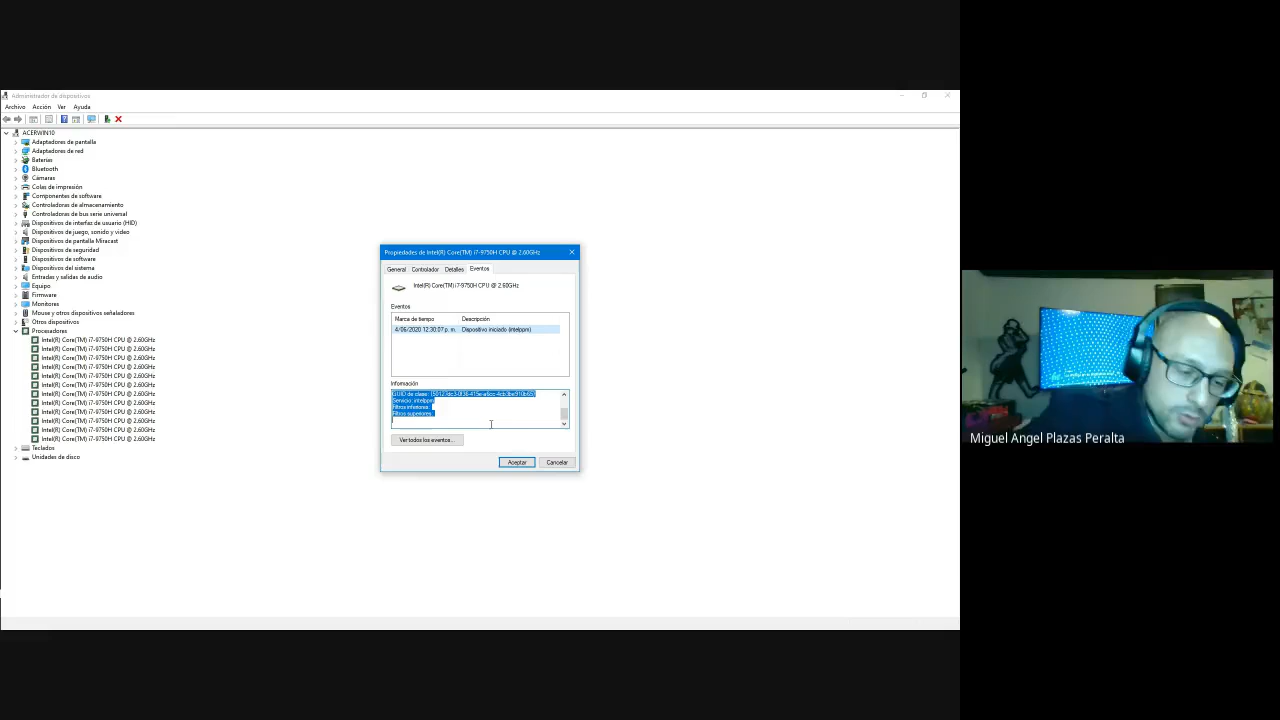 Administrador de dispositivos
Archivo Acción Ver Ayuda
ACERWIN10
Adaptadores de pantalla
Adaptadores de red
Baterías
Bluetooth
Cámaras
Colas de impresión
Componentes de software
Controladoras de almacenamiento
Controladoras de bus serie universal
Dispositivos de interfaz de usuario (HID)
Dispositivos de juego, sonido y vídeo
Dispositivos de pantalla Miracast
Dispositivos de seguridad
Dispositivos de software
Dispositivos del sistema
Entradas y salidas de audio
Equipo
Firmware
Monitores
Mouse y otros dispositivos señaladores
Otros dispositivos
Procesadores
Intel(R) Core(TM) i7-9750H CPU @ 2.60GHz
Intel(R) Core(TM) i7-9750H CPU @ 2.60GHz
Intel(R) Core(TM) i7-9750H CPU @ 2.60GHz
Intel(R) Core(TM) i7-9750H CPU @ 2.60GHz
Intel(R) Core(TM) i7-9750H CPU @ 2.60GHz
Intel(R) Core(TM) i7-9750H CPU @ 2.60GHz
Intel(R) Core(TM) i7-9750H CPU @ 2.60GHz
Intel(R) Core(TM) i7-9750H CPU @ 2.60GHz
Intel(R) Core(TM) i7-9750H CPU @ 2.60GHz
Intel(R) Core(TM) i7-9750H CPU @ 2.60GHz
Intel(R) Core(TM) i7-9750H CPU @ 2.60GHz
Intel(R) Core(TM) i7-9750H CPU @ 2.60GHz
Teclados
Unidades de disco
Propiedades de Intel(R) Core(TM) i7-9750H CPU @ 2.60GHz
General Controlador Detalles Eventos
Intel(R) Core(TM) i7-9750H CPU @ 2.60GHz
Eventos
Marca de tiempo Descripción
4/06/2020 12:30:07 p. m. Dispositivo iniciado (intelppm)
Información
GUID de clase:
Servicio: intelppm
Filtros inferiores:
Filtros superiores:
Ver todos los eventos...
Aceptar Cancelar
Miguel Angel Plazas Peralta